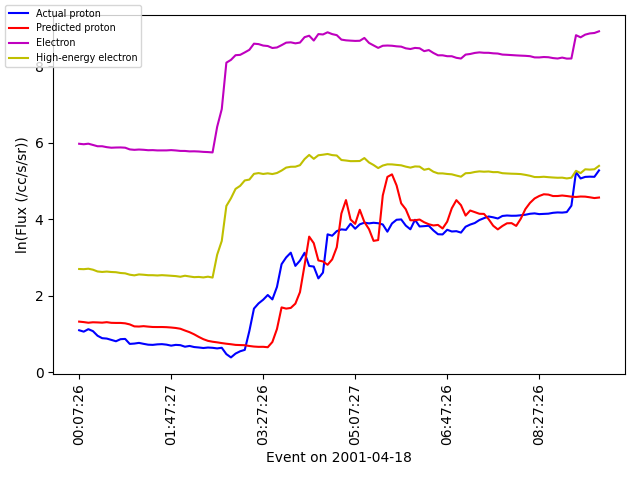 Actual proton
Predicted proton
Electron
High-energy electron
8
6
4
2
0
ln(Flux (/cc/s/sr))
00:07:26
01:47:27
03:27:26
05:07:27
06:47:26
08:27:26
Event on 2001-04-18